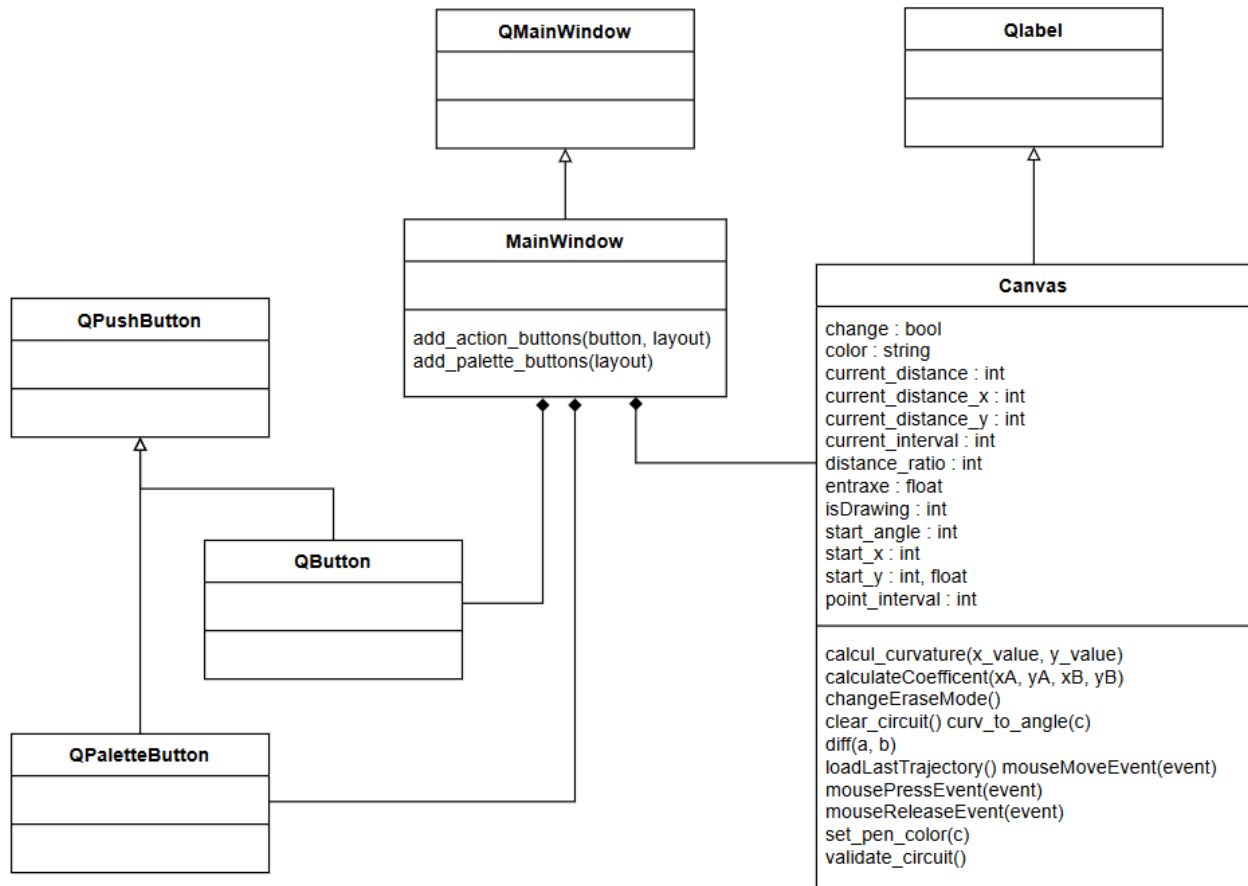 QMainWindow
Qlabel
MainWindow
add_action_buttons(button, layout)
add_palette_buttons(layout)
QPushButton
QButton
QPaletteButton
Canvas
change : bool
color : string
current_distance : int
current_distance_x : int
current_distance_y : int
current_interval : int
distance_ratio : int
entraxe : float
isDrawing : int
start_angle : int
start_x : int
start_y : int, float
point_interval : int
calcul_curvature(x_value, y_value)
calculateCoefficent(xA, yA, xB, yB)
changeEraseMode()
clear_circuit() curv_to_angle(c)
diff(a, b)
loadLastTrajectory() mouseMoveEvent(event)
mousePressEvent(event)
mouseReleaseEvent(event)
set_pen_color(c)
validate_circuit()